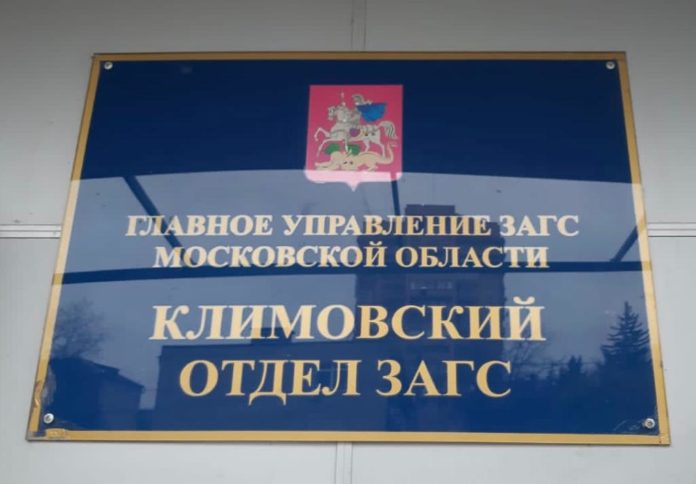 ГЛАВНОЕ УПРАВЛЕНИЕ ЗАГС
МОСКОВСКОЙ ОБЛАСТИ
КЛИМОВСКИЙ
ОТДЕЛ ЗАГС